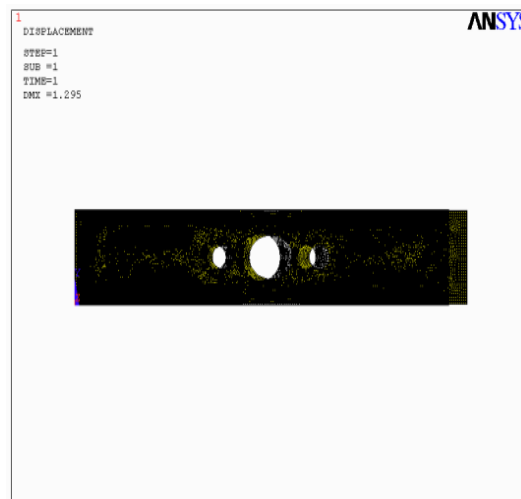 1
ANSYS
DISPLACEMENT
STEP=1
SUB =1
TIME=1
DMX =1.295